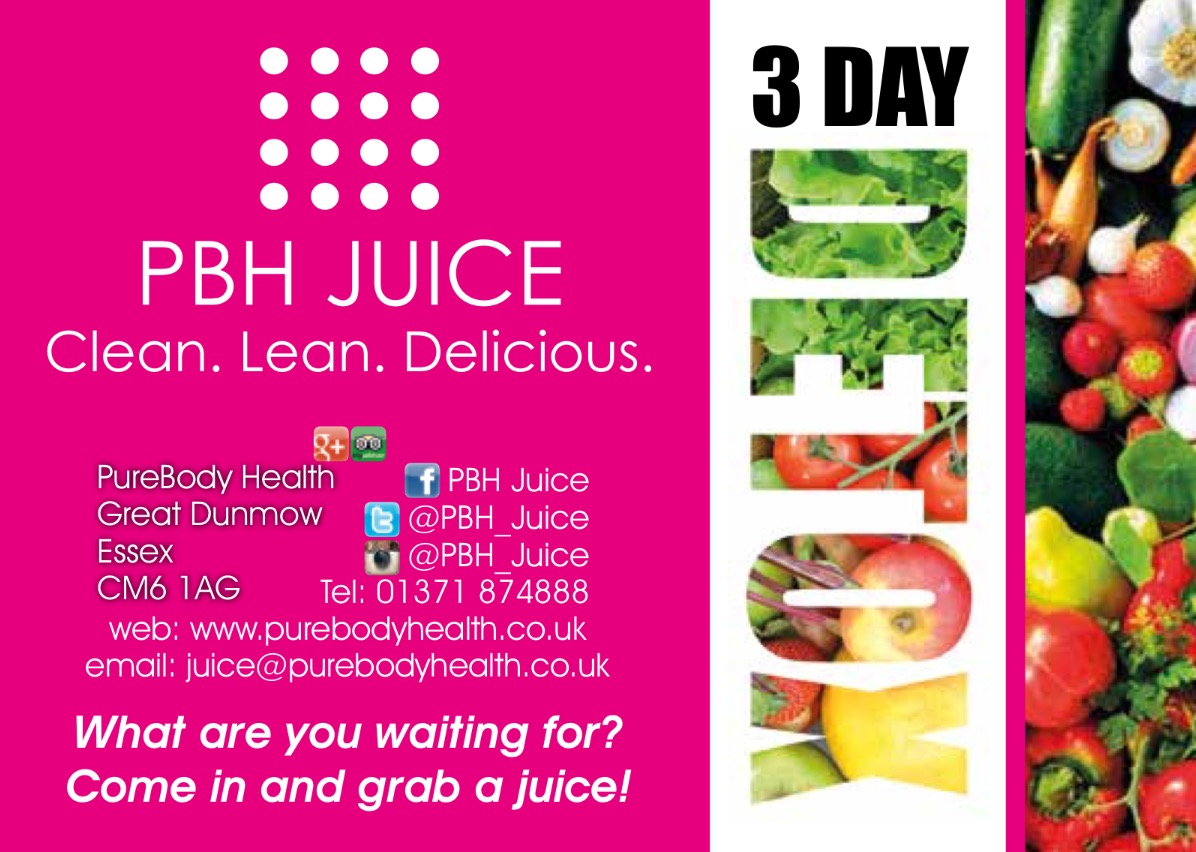 PBH JUICE
Clean. Lean. Delicious.
PureBody Health
Great Dunmow
Essex
CM6 1AG
PBH Juice
@PBH_Juice
@PBH_Juice
Tel: 01371 874888
web: www.purebodyhealth.co.uk
email: juice@purebodyhealth.co.uk
What are you waiting for?
Come in and grab a juice!
3 DAY
DETOX